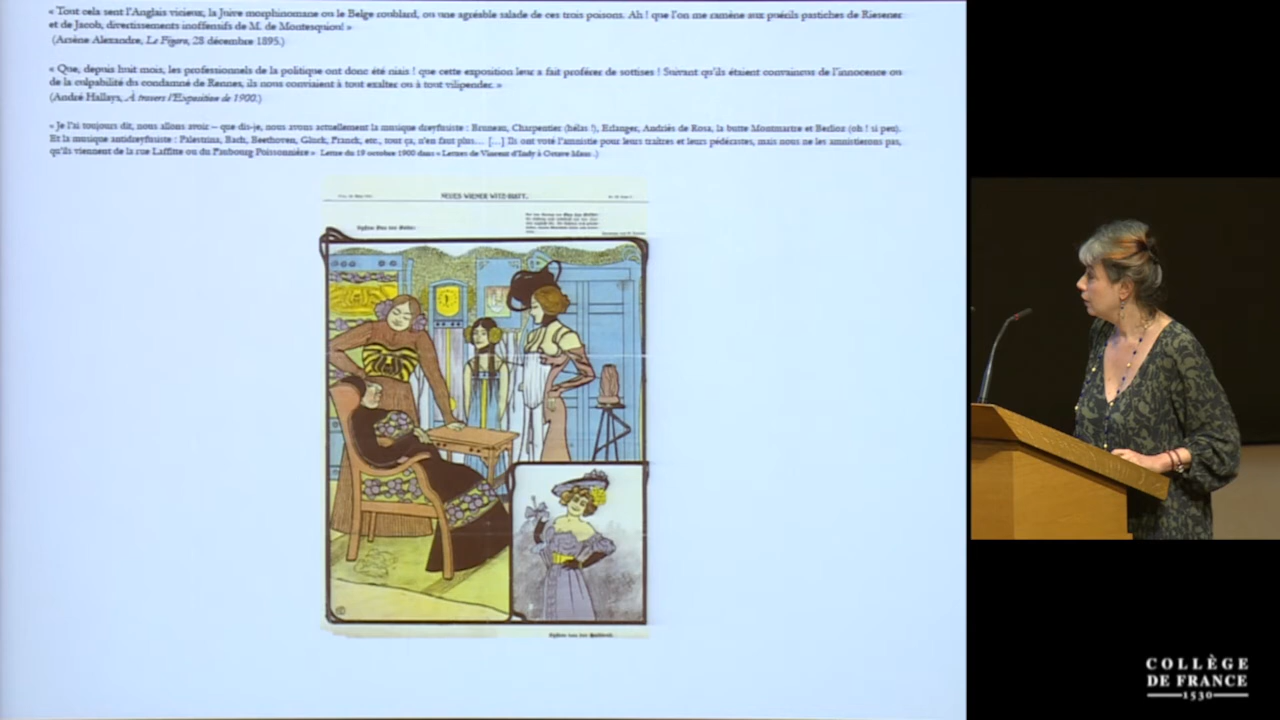 « Tout cela sent l'Anglais vicieux, la Juive morphinomane ou le Belge roublard, ou une agréable salade de ces trois poisons. Ah ! que l'on me ramène aux puérils pastiches de Riesener
et de Jacob, divertissements inoffensifs de M. de Montesquiou! »
(Arsène Alexandre, Le Figaro, 28 décembre 1895.)
« Que, depuis huit mois, les professionnels de la politique ont donc été niais ! que cette exposition leur a fait proférer de sottises ! Suivant qu'ils étaient convaincus de l'innocence ou
de la culpabilité du condamné de Rennes, ils nous conviaient à tout exalter ou à tout vilipender. »
(André Hallays, À travers l'Exposition de 1900.)
« Je l'ai toujours dit, nous allons avoir – que dis-je, nous avons actuellement la musique dreyfusiste : Bruneau, Charpentier (hélas !), Erlanger, Andriès de Rosa, la butte Montmartre et Berlioz (oh ! si peu).
Et la musique antidreyfusiste : Palestrina, Bach, Beethoven, Gluck, Franck, etc., tout ça, n'en faut plus… […] Ils ont voté l'amnistie pour leurs traîtres et leurs pédérastes, mais nous ne les amnistierons pas,
qu'ils viennent de la rue Laffitte ou du Faubourg Poissonnière » Lettre du 19 octobre 1900 dans « Lettres de Vincent d'Indy à Octave Maus .)
NEUES WIENER WITZ-BLATT.
COLLÈGE
DE FRANCE
1530